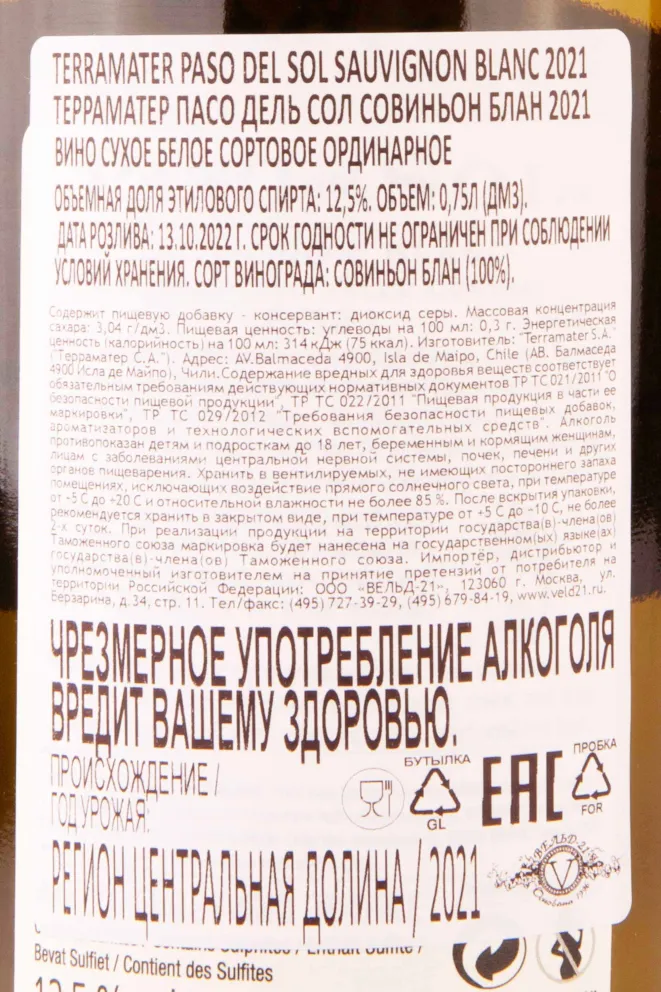 TERRAMATER PASO DEL SOL SAUVIGNON BLANC 2021
ТЕРРАМАТЕР ПАСО ДЕЛЬ СОЛ СОВИНЬОН БЛАН 2021
ВИНО СУХОЕ БЕЛОЕ СОРТОВОЕ ОРДИНАРНОЕ
ОБЪЕМНАЯ ДОЛЯ ЭТИЛОВОГО СПИРТА: 12,5%. ОБЪЕМ: 0,75Л (ДМ3).
ДАТА РОЗЛИВА: 13.10.2022 Г. СРОК ГОДНОСТИ НЕ ОГРАНИЧЕН ПРИ СОБЛЮДЕНИИ
УСЛОВИЙ ХРАНЕНИЯ. СОРТ ВИНОГРАДА: СОВИНЬОН БЛАН (100%).
Содержит пищевую добавку - консервант: диоксид серы. Массовая концентрация
сахара: 3,04 г/дм3. Пищевая ценность: углеводы на 100 мл: 0,3 г. Энергетическая
ценность (калорийность) на 100 мл: 314 кДж (75 ккал). Изготовитель: "Terramater S.A."
("Терраматер С.А."). Адрес: AV.Balmaceda 4900, Isla de Maipo, Chile (АВ. Балмаседа
4900 Исла де Майпо), Чили.Содержание вредных для здоровья веществ соответствует
обязательным требованиям действующих нормативных документов ТР ТС 021/2011 "О
безопасности пищевой продукции", ТР ТС 022/2011 "Пищевая продукция в части ее
маркировки", ТР ТС 029/2012 "Требования безопасности пищевых добавок,
ароматизаторов и технологических вспомогательных средств". Алкоголь
противопоказан детям и подросткам до 18 лет, беременным и кормящим женщинам,
лицам с заболеваниями центральной нервной системы, почек, печени и других
органов пищеварения. Хранить в вентилируемых, не имеющих постороннего запаха
помещениях, исключающих воздействие прямого солнечного света, при температуре
от +5 С до +20 С и относительной влажности не более 85 %. После вскрытия упаковки,
рекомендуется хранить в закрытом виде, при температуре от +5 С до -10 С, не более
2-х суток. При реализации продукции на территории государства(в)-члена(ов)
Таможенного союза маркировка будет нанесена на государственном(ых) языке(ах)
государства(в)-члена(ов) Таможенного союза. Импортёр, дистрибьютор и
уполномоченный изготовителем на принятие претензий от потребителя на
территории Российской Федерации: ООО «ВЕЛЬД-21», 123060 г. Москва, ул.
Берзарина, д. 34, стр. 11. Тел/факс: (495) 727-39-29, (495) 679-84-19, www.veld21.ru.
ЧРЕЗМЕРНОЕ УПОТРЕБЛЕНИЕ АЛКОГОЛЯ
ВРЕДИТ ВАШЕМУ ЗДОРОВЬЮ.
ПРОИСХОЖДЕНИЕ /
ГОД УРОЖАЯ:
БУТЫЛКА
GL
EAC
ПРОБКА
FOR
РЕГИОН ЦЕНТРАЛЬНАЯ ДОЛИНА / 2021
ВЕЛЬД-21
V
Основана 1996
Bevat Sulfiet / Contient des Sulfites